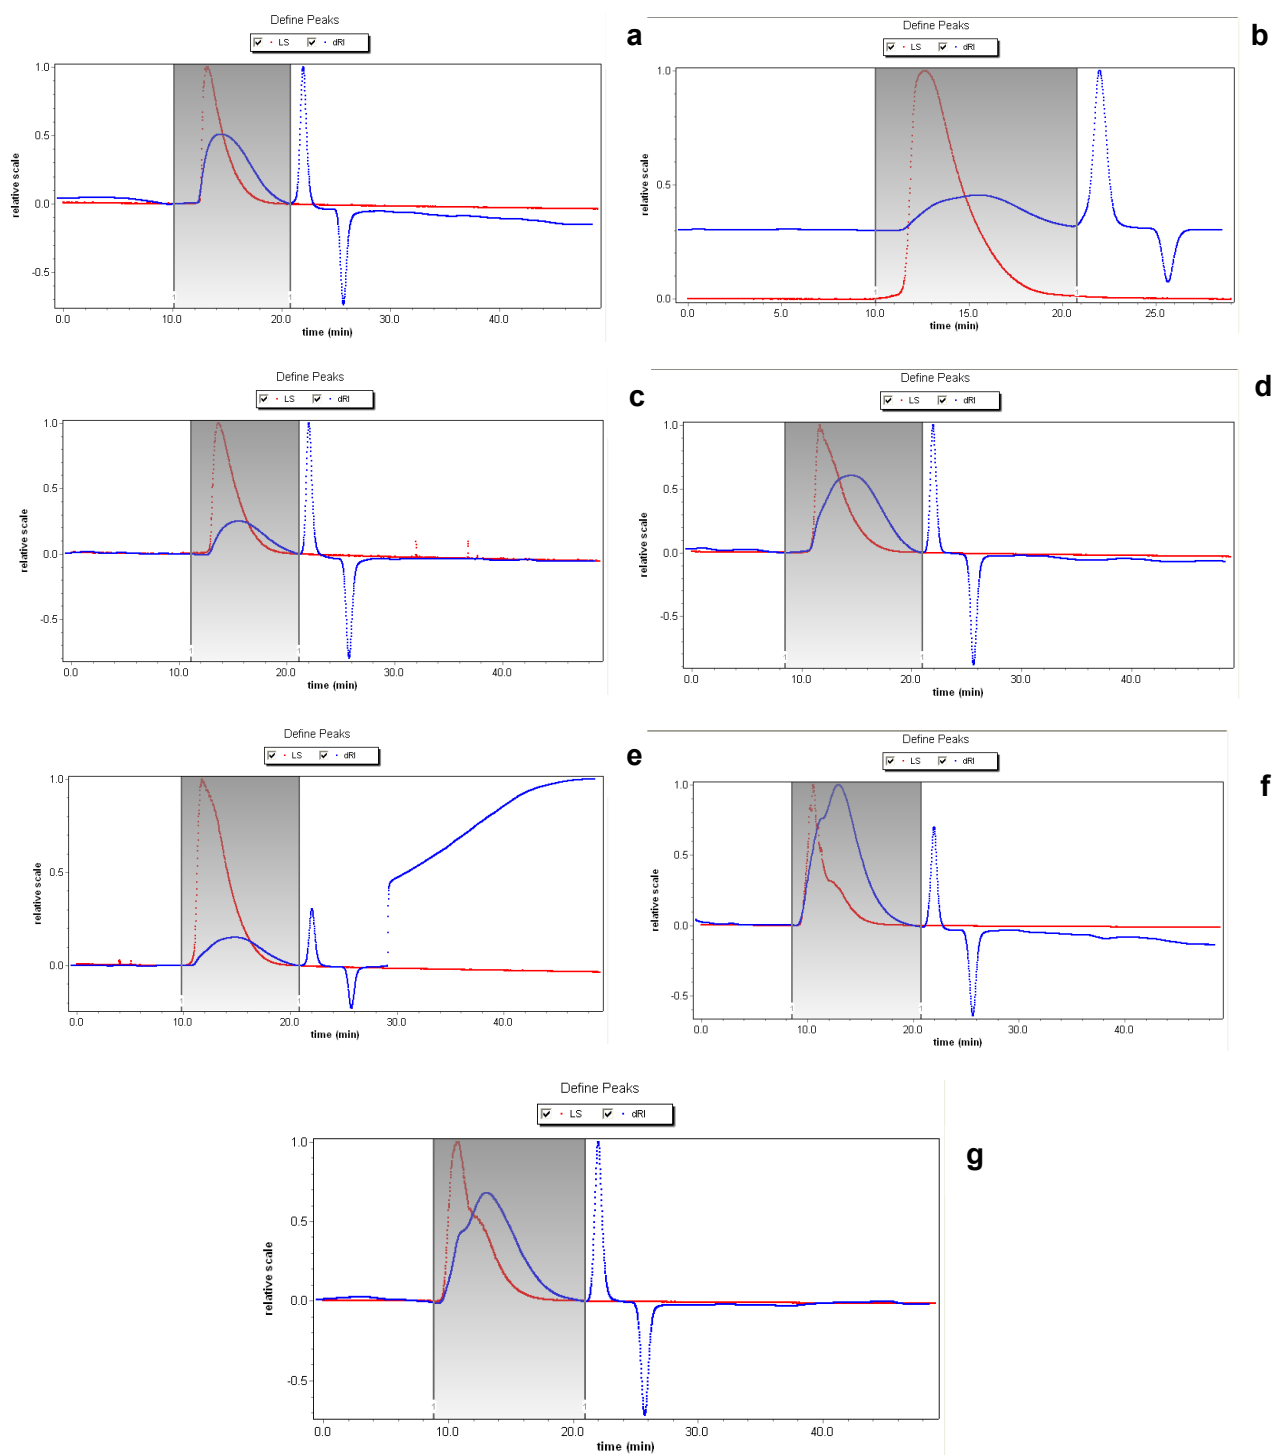 Define Peaks
LS dRI
a
1.0
0.5
0.0
-0.5
relative scale
0.0 10.0 20.0 30.0 40.0
time (min)
Define Peaks
LS dRI
b
1.0
0.5
0.0
relative scale
0.0 5.0 10.0 15.0 20.0 25.0
time (min)
Define Peaks
LS dRI
c
1.0
0.5
0.0
-0.5
relative scale
0.0 10.0 20.0 30.0 40.0
time (min)
Define Peaks
LS dRI
d
1.0
0.5
0.0
-0.5
relative scale
0.0 10.0 20.0 30.0 40.0
time (min)
Define Peaks
LS dRI
e
1.0
0.5
0.0
relative scale
0.0 10.0 20.0 30.0 40.0
time (min)
Define Peaks
LS dRI
f
1.0
0.5
0.0
-0.5
relative scale
0.0 10.0 20.0 30.0 40.0
time (min)
Define Peaks
LS dRI
g
1.0
0.5
0.0
-0.5
relative scale
0.0 10.0 20.0 30.0 40.0
time (min)